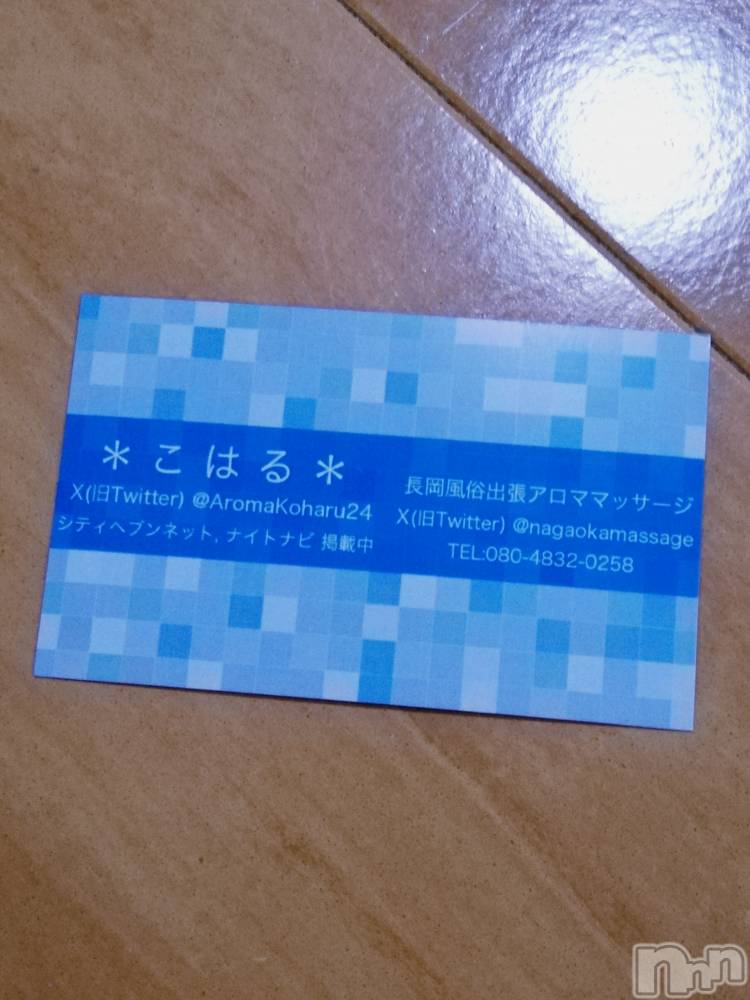 ＊こはる＊
X(旧Twitter) @AromaKoharu24
シティヘブンネット, ナイトナビ 掲載中
長岡風俗出張アロママッサージ
X(旧Twitter) @nagaokamassage
TEL:080-4832-0258
nnn